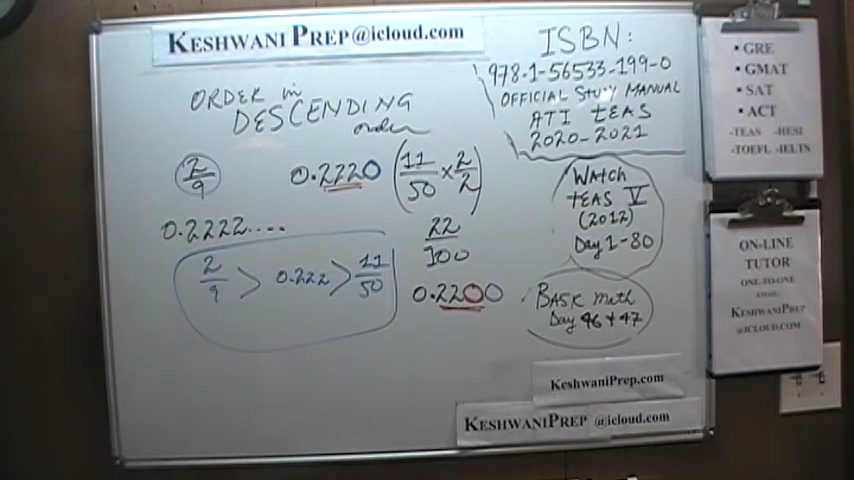 KESHWANI PREP@icloud.com
ORDER in
DESCENDING
order
2/9 0.2220 (11/50 × 2/2)
0.2222....
22/100
2/9 > 0.222 > 11/50
0.2200
ISBN:
978-1-56533-199-0
OFFICIAL Study MANUAL
ATI tEAS
2020-2021
WATCH
tEAS V
(2012)
Day 1-80
BASIC Math
Day 46 + 47
KeshwaniPrep.com
KESHWANIPREP @icloud.com
• GRE
• GMAT
• SAT
• ACT
-TEAS -HESI
-TOEFL -IELTS
ON-LINE
TUTOR
ONE-TO-ONE
EMAIL:
KESHWANIPREP
@ICLOUD.COM